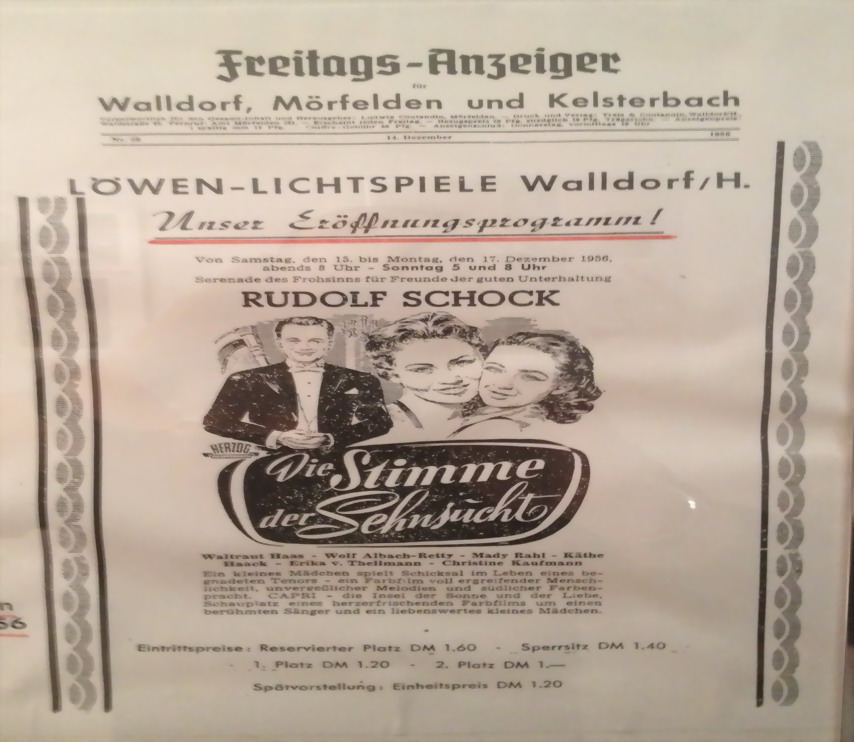 Freitags-Anzeiger
für
Walldorf, Mörfelden und Kelsterbach
14. Dezember 1956
LÖWEN-LICHTSPIELE Walldorf/H.
Unser Eröffnungsprogramm!
Von Samstag, den 15. bis Montag, den 17. Dezember 1956,
abends 8 Uhr - Sonntag 5 und 8 Uhr
Serenade des Frohsinns für Freunde der guten Unterhaltung
RUDOLF SCHOCK
HERZOG
Die Stimme
der Sehnsucht
Waltraut Haas - Wolf Albach-Retty - Mady Rahl - Käthe
Haack - Erika v. Thellmann - Christine Kaufmann
Ein kleines Mädchen spielt Schicksal im Leben eines be-
gnadeten Tenors - ein Farbfilm voll ergreifender Mensch-
lichkeit, unvergeßlicher Melodien und südlicher Farben-
pracht. CAPRI - die Insel der Sonne und der Liebe,
Schauplatz eines herzerfrischenden Farbfilms um einen
berühmten Sänger und ein liebenswertes kleines Mädchen.
n
56
Eintrittspreise: Reservierter Platz DM 1.60 - Sperrsitz DM 1.40
1. Platz DM 1.20 - 2. Platz DM 1.—
Spätvorstellung: Einheitspreis DM 1.20